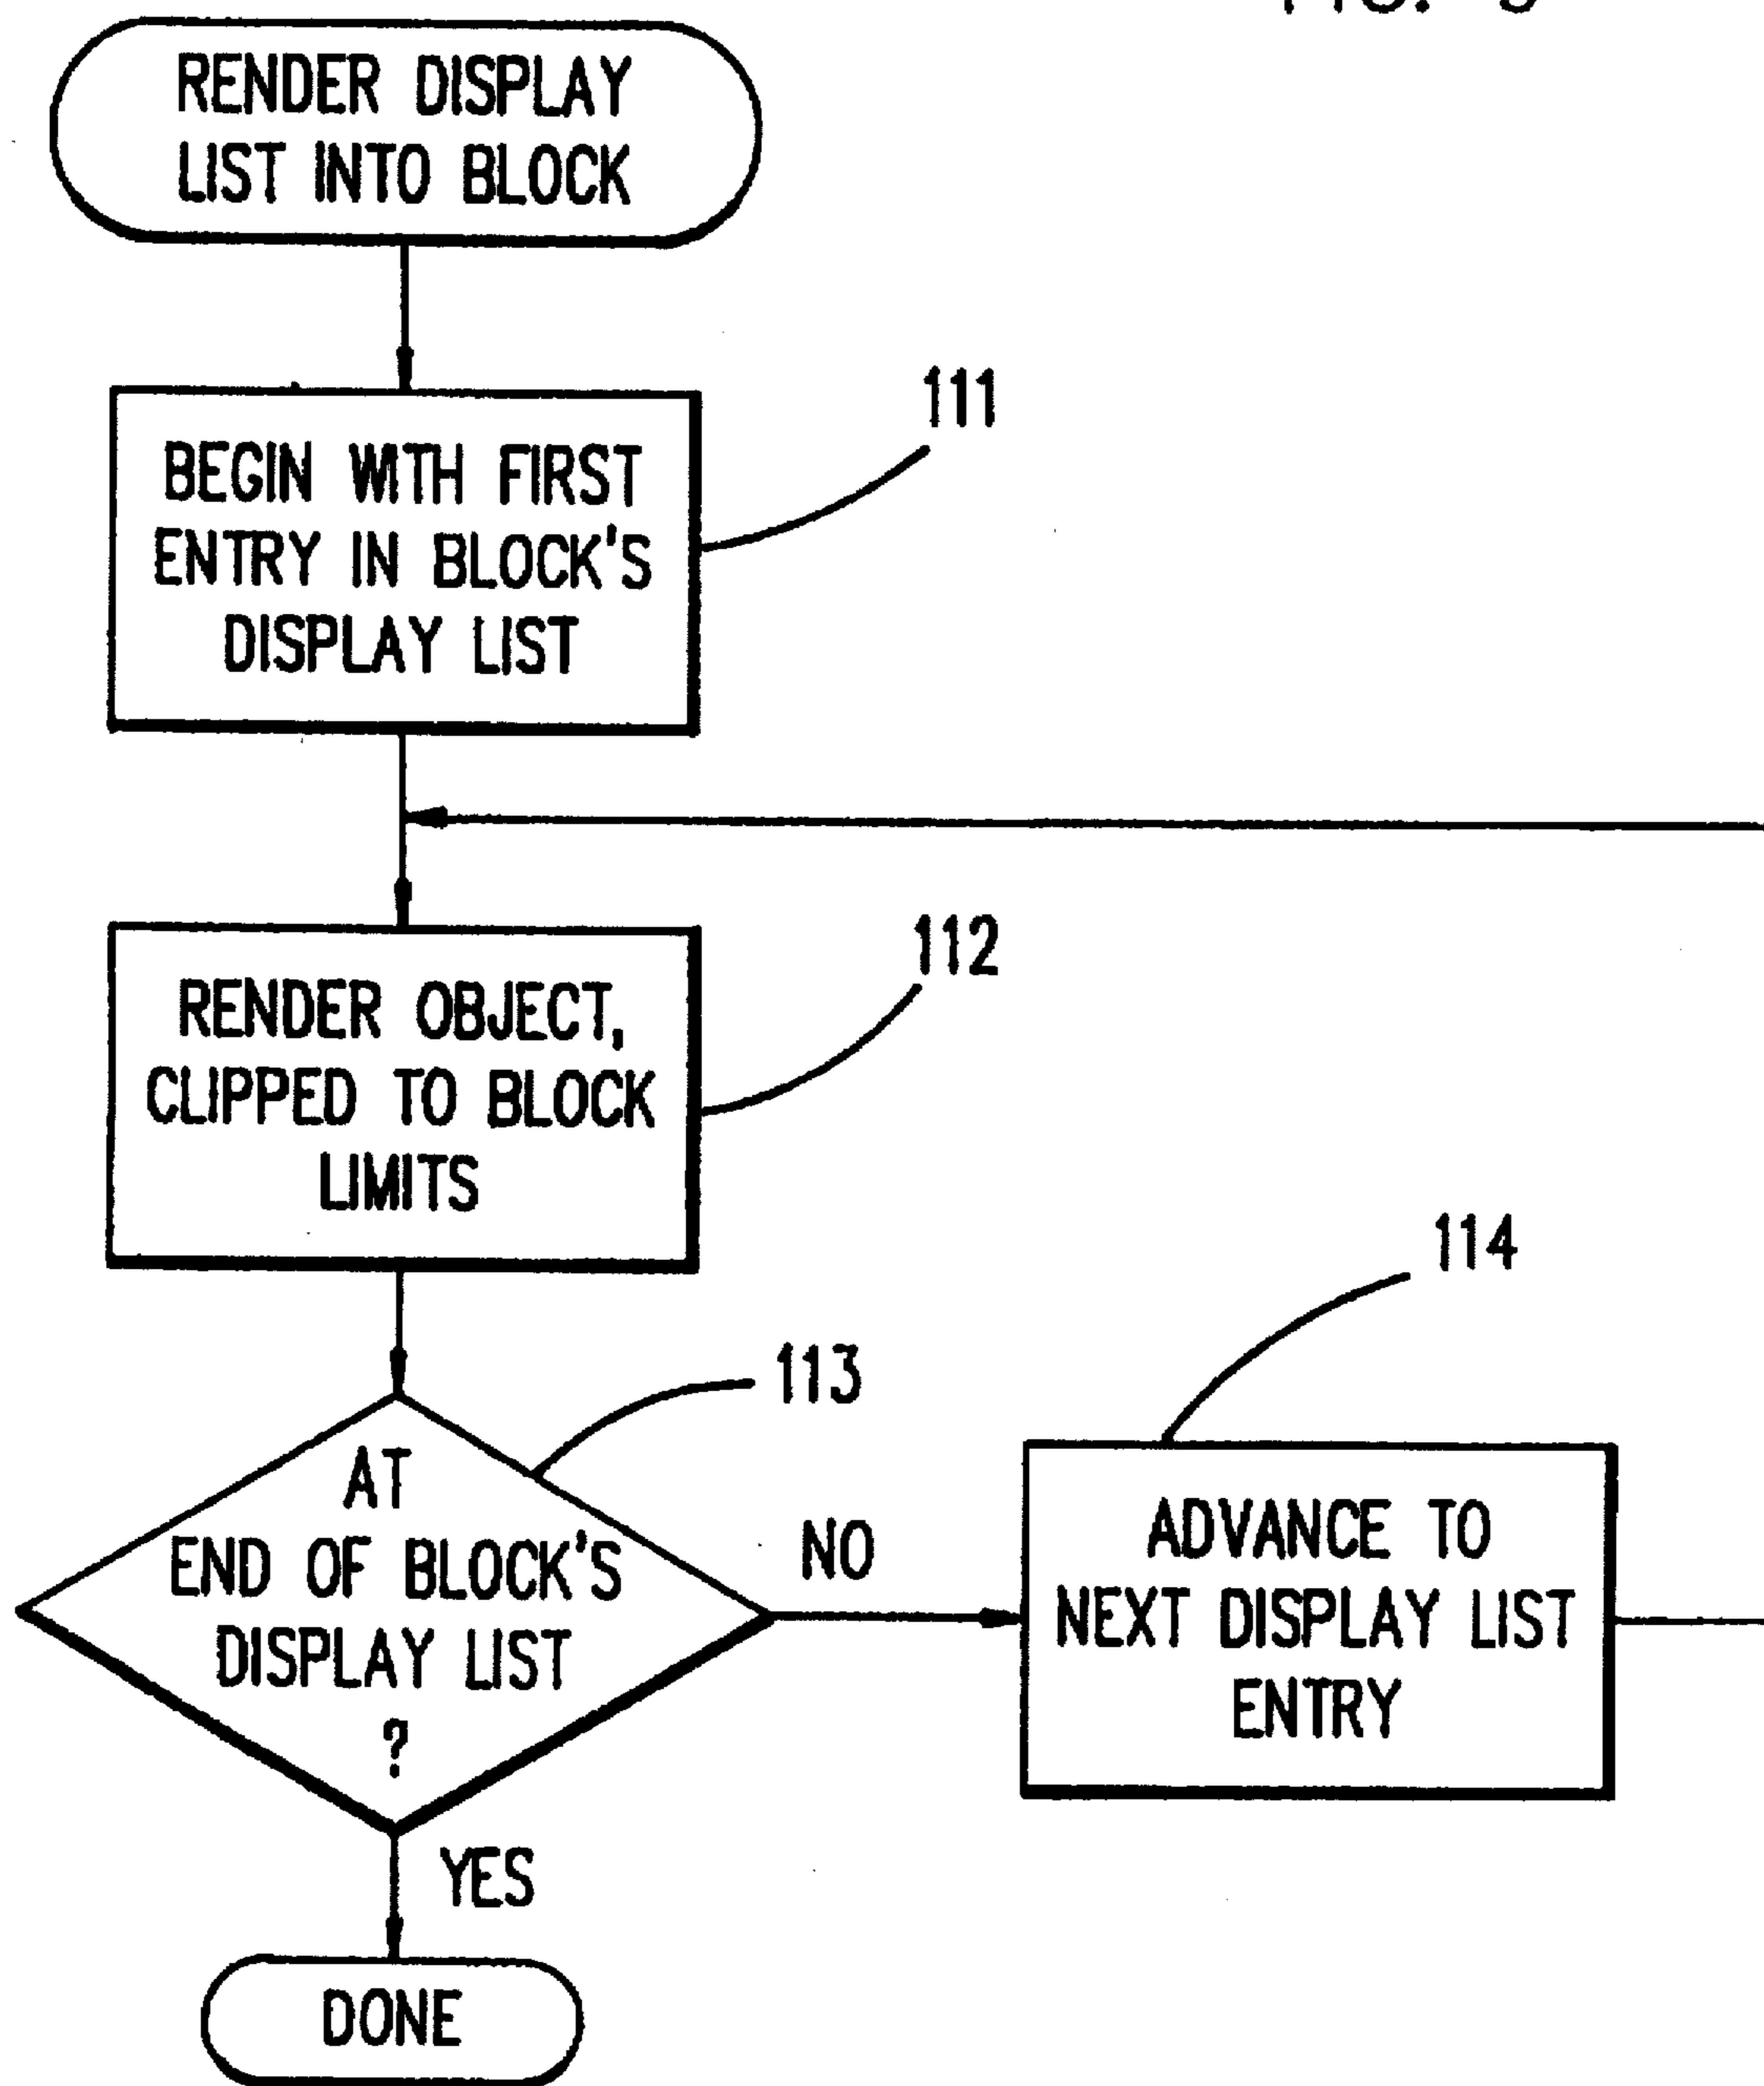 RENDER DISPLAY
LIST INTO BLOCK
111
BEGIN WITH FIRST
ENTRY IN BLOCK'S
DISPLAY LIST
112
RENDER OBJECT,
CLIPPED TO BLOCK
LIMITS
113
AT
END OF BLOCK'S
DISPLAY LIST
?
NO
114
ADVANCE TO
NEXT DISPLAY LIST
ENTRY
YES
DONE